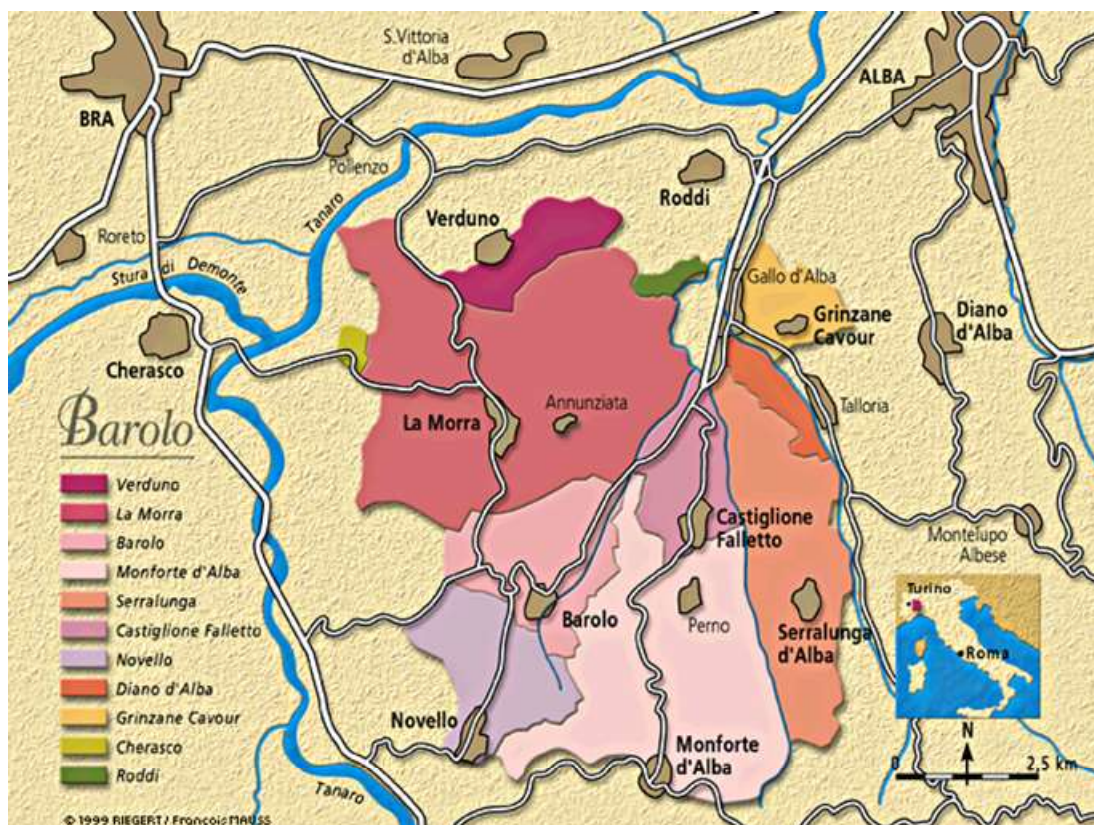 S.Vittoria
d'Alba
ALBA
BRA
Pollenzo
Roddi
Tanaro
Verduno
Roreto
Stura di Demonte
Gallo d'Alba
Grinzane
Cavour
Diano
d'Alba
Cherasco
La Morra
Annunziata
Talloria
Barolo
Verduno
La Morra
Barolo
Monforte d'Alba
Serralunga
Castiglione Falletto
Novello
Diano d'Alba
Grinzane Cavour
Cherasco
Roddi
Castiglione
Falletto
Montelupo
Albese
Barolo
Perno
Serralunga
d'Alba
Turino
Roma
Novello
Monforte
d'Alba
N
0 2,5 km
Tanaro
© 1999 RIEGERT / François MAUSS